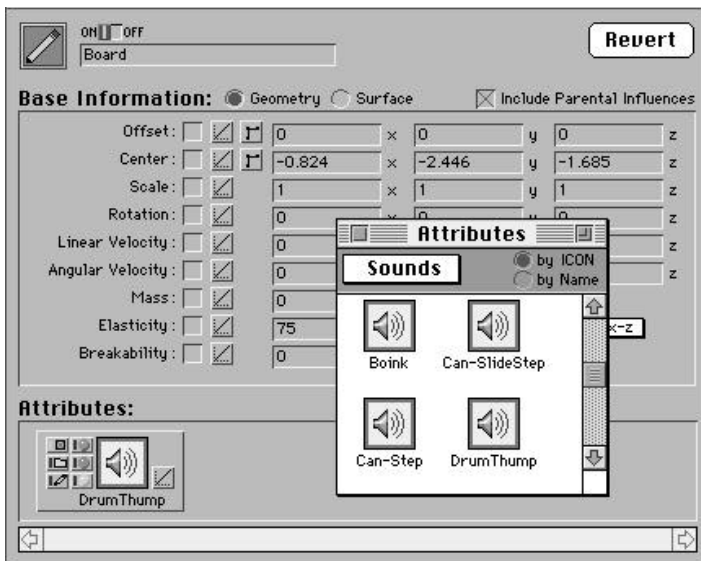 ON OFF
Board
Revert
Base Information: Geometry Surface Include Parental Influences
Offset: 0 x 0 y 0 z
Center: -0.824 x -2.446 y -1.685 z
Scale: 1 x 1 y 1 z
Rotation: 0 x 0 y 0 z
Linear Velocity: 0 z
Angular Velocity: 0 z
Mass: 0
Elasticity: 75 x-z
Breakability: 0
Attributes
Sounds
by ICON
by Name
Boink Can-SlideStep
Can-Step DrumThump
Attributes:
DrumThump